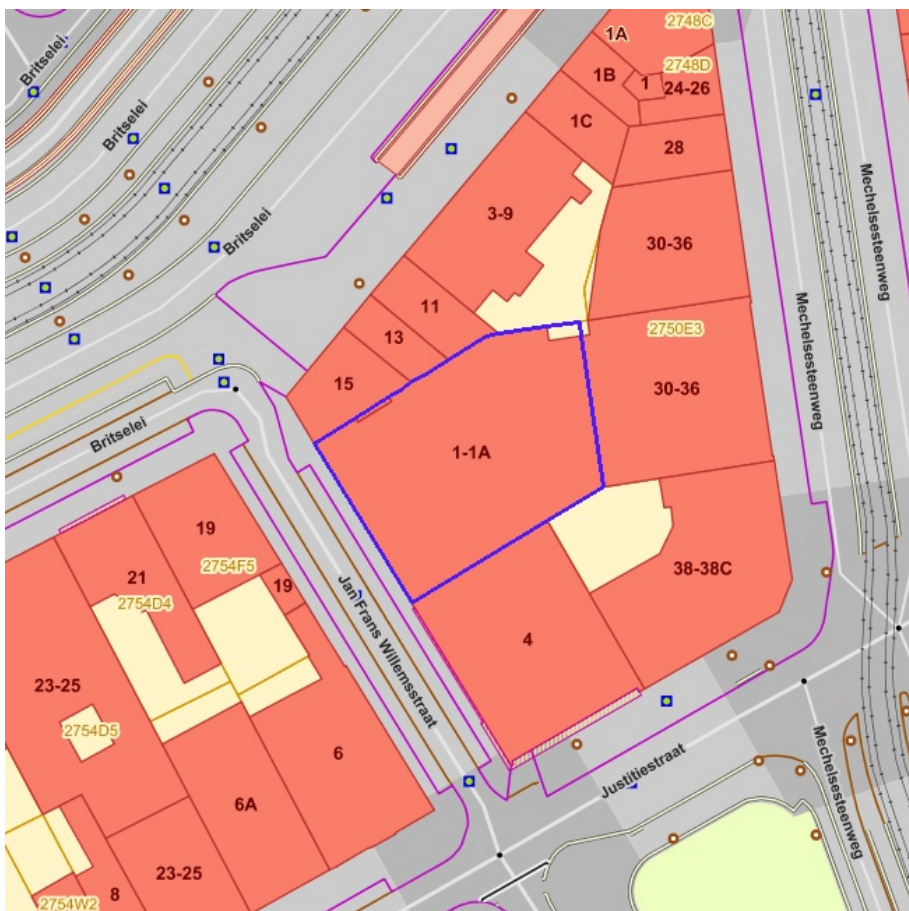 1A
2748C
Britselei
1B
2748D
1
24-26
Britselei
1C
28
3-9
Mechelsesteenweg
Britselei
30-36
11
Mechelsesteenweg
2750E3
13
15
30-36
Britselei
1-1A
19
2754F5
38-38C
21
19
2754D4
Jan Frans Willemsstraat
4
23-25
2754D5
6
Justitiestraat
Mechelsesteenweg
6A
23-25
8
2754W2